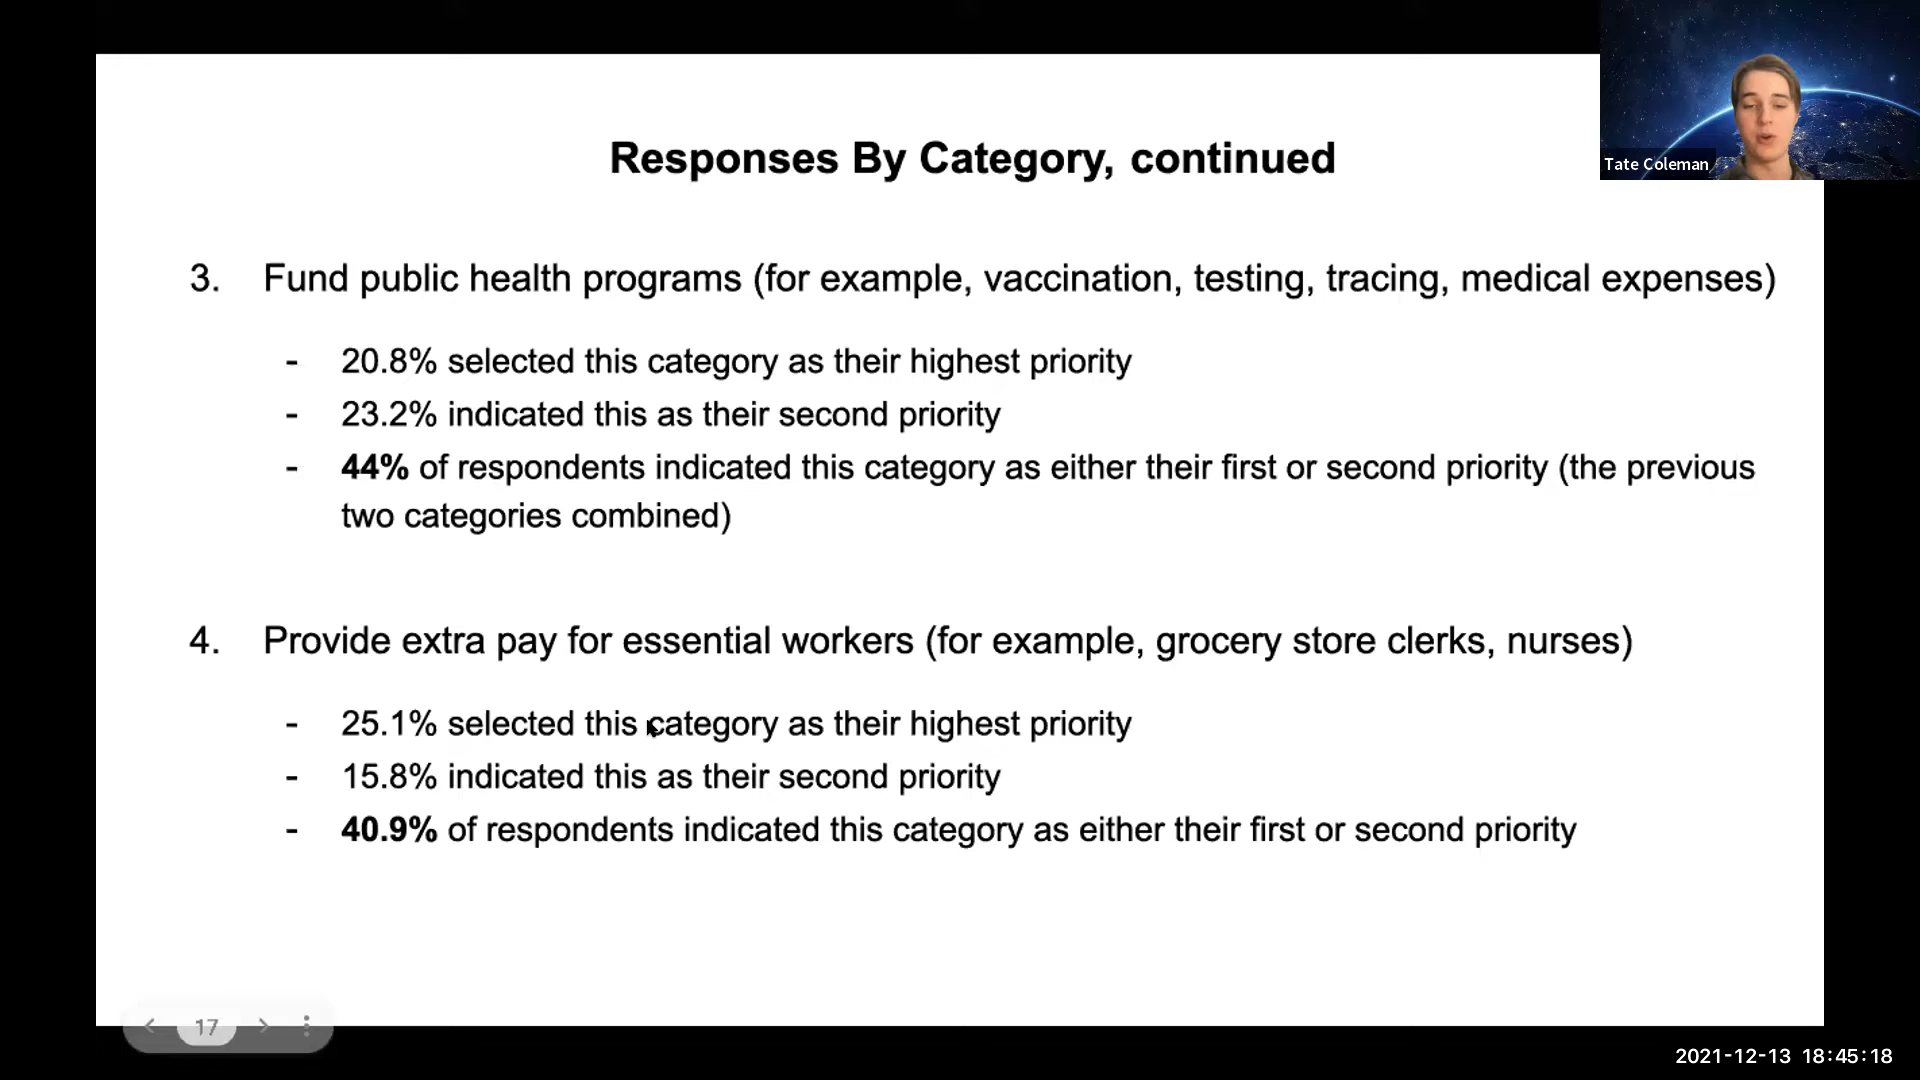 Tate Coleman
Responses By Category, continued
3. Fund public health programs (for example, vaccination, testing, tracing, medical expenses)
- 20.8% selected this category as their highest priority
- 23.2% indicated this as their second priority
- 44% of respondents indicated this category as either their first or second priority (the previous
two categories combined)
4. Provide extra pay for essential workers (for example, grocery store clerks, nurses)
- 25.1% selected this category as their highest priority
- 15.8% indicated this as their second priority
- 40.9% of respondents indicated this category as either their first or second priority
17
2021-12-13 18:45:18